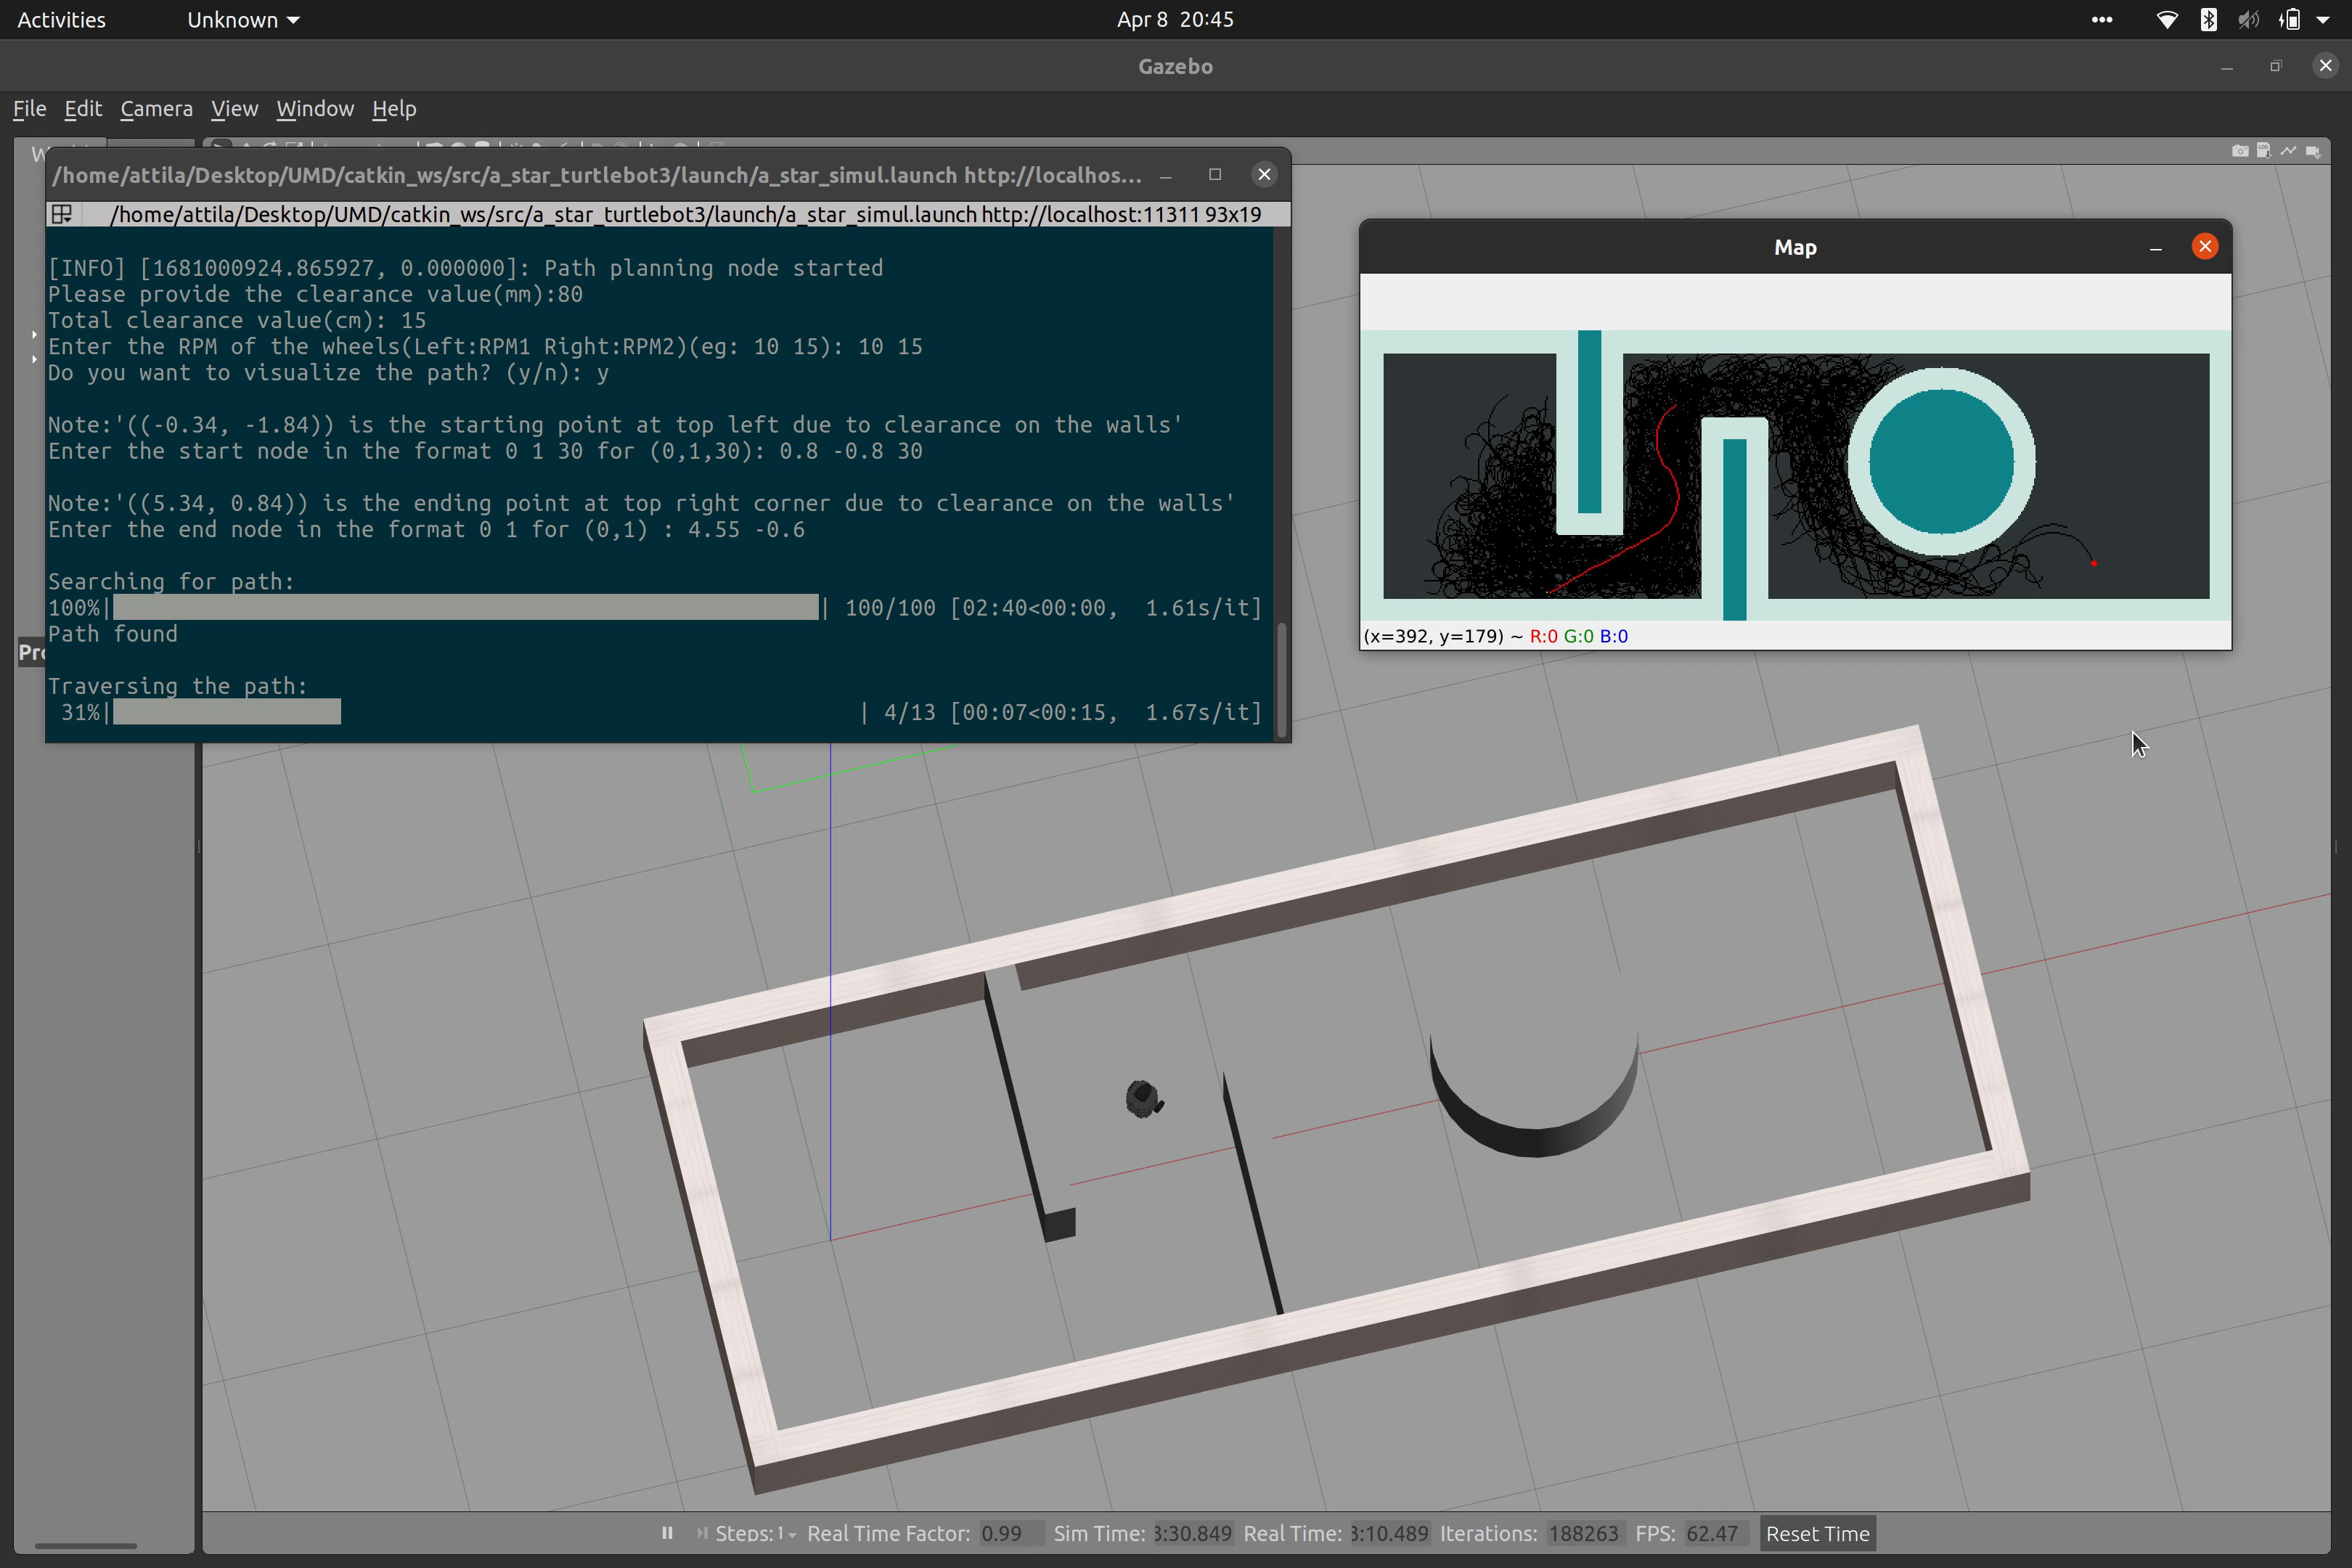 Activities Unknown Apr 8 20:45
Gazebo
File Edit Camera View Window Help
/home/attila/Desktop/UMD/catkin_ws/src/a_star_turtlebot3/launch/a_star_simul.launch http://localhos...
/home/attila/Desktop/UMD/catkin_ws/src/a_star_turtlebot3/launch/a_star_simul.launch http://localhost:11311 93x19
[INFO] [1681000924.865927, 0.000000]: Path planning node started
Please provide the clearance value(mm):80
Total clearance value(cm): 15
Enter the RPM of the wheels(Left:RPM1 Right:RPM2)(eg: 10 15): 10 15
Do you want to visualize the path? (y/n): y
Note:'((-0.34, -1.84)) is the starting point at top left due to clearance on the walls'
Enter the start node in the format 0 1 30 for (0,1,30): 0.8 -0.8 30
Note:'((5.34, 0.84)) is the ending point at top right corner due to clearance on the walls'
Enter the end node in the format 0 1 for (0,1) : 4.55 -0.6
Searching for path:
100%| | 100/100 [02:40<00:00, 1.61s/it]
Path found
Traversing the path:
31%| | 4/13 [00:07<00:15, 1.67s/it]
Map
(x=392, y=179) ~ R:0 G:0 B:0
Steps: 1 Real Time Factor: 0.99 Sim Time: 3:30.849 Real Time: 3:10.489 Iterations: 188263 FPS: 62.47 Reset Time